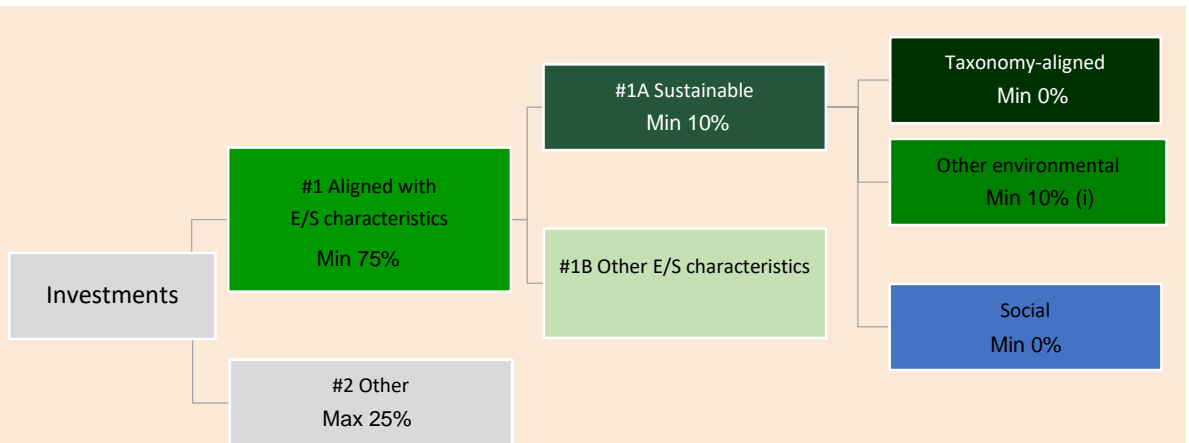 Investments
#1 Aligned with
E/S characteristics
Min 75%
#2 Other
Max 25%
#1A Sustainable
Min 10%
#1B Other E/S characteristics
Taxonomy-aligned
Min 0%
Other environmental
Min 10% (i)
Social
Min 0%